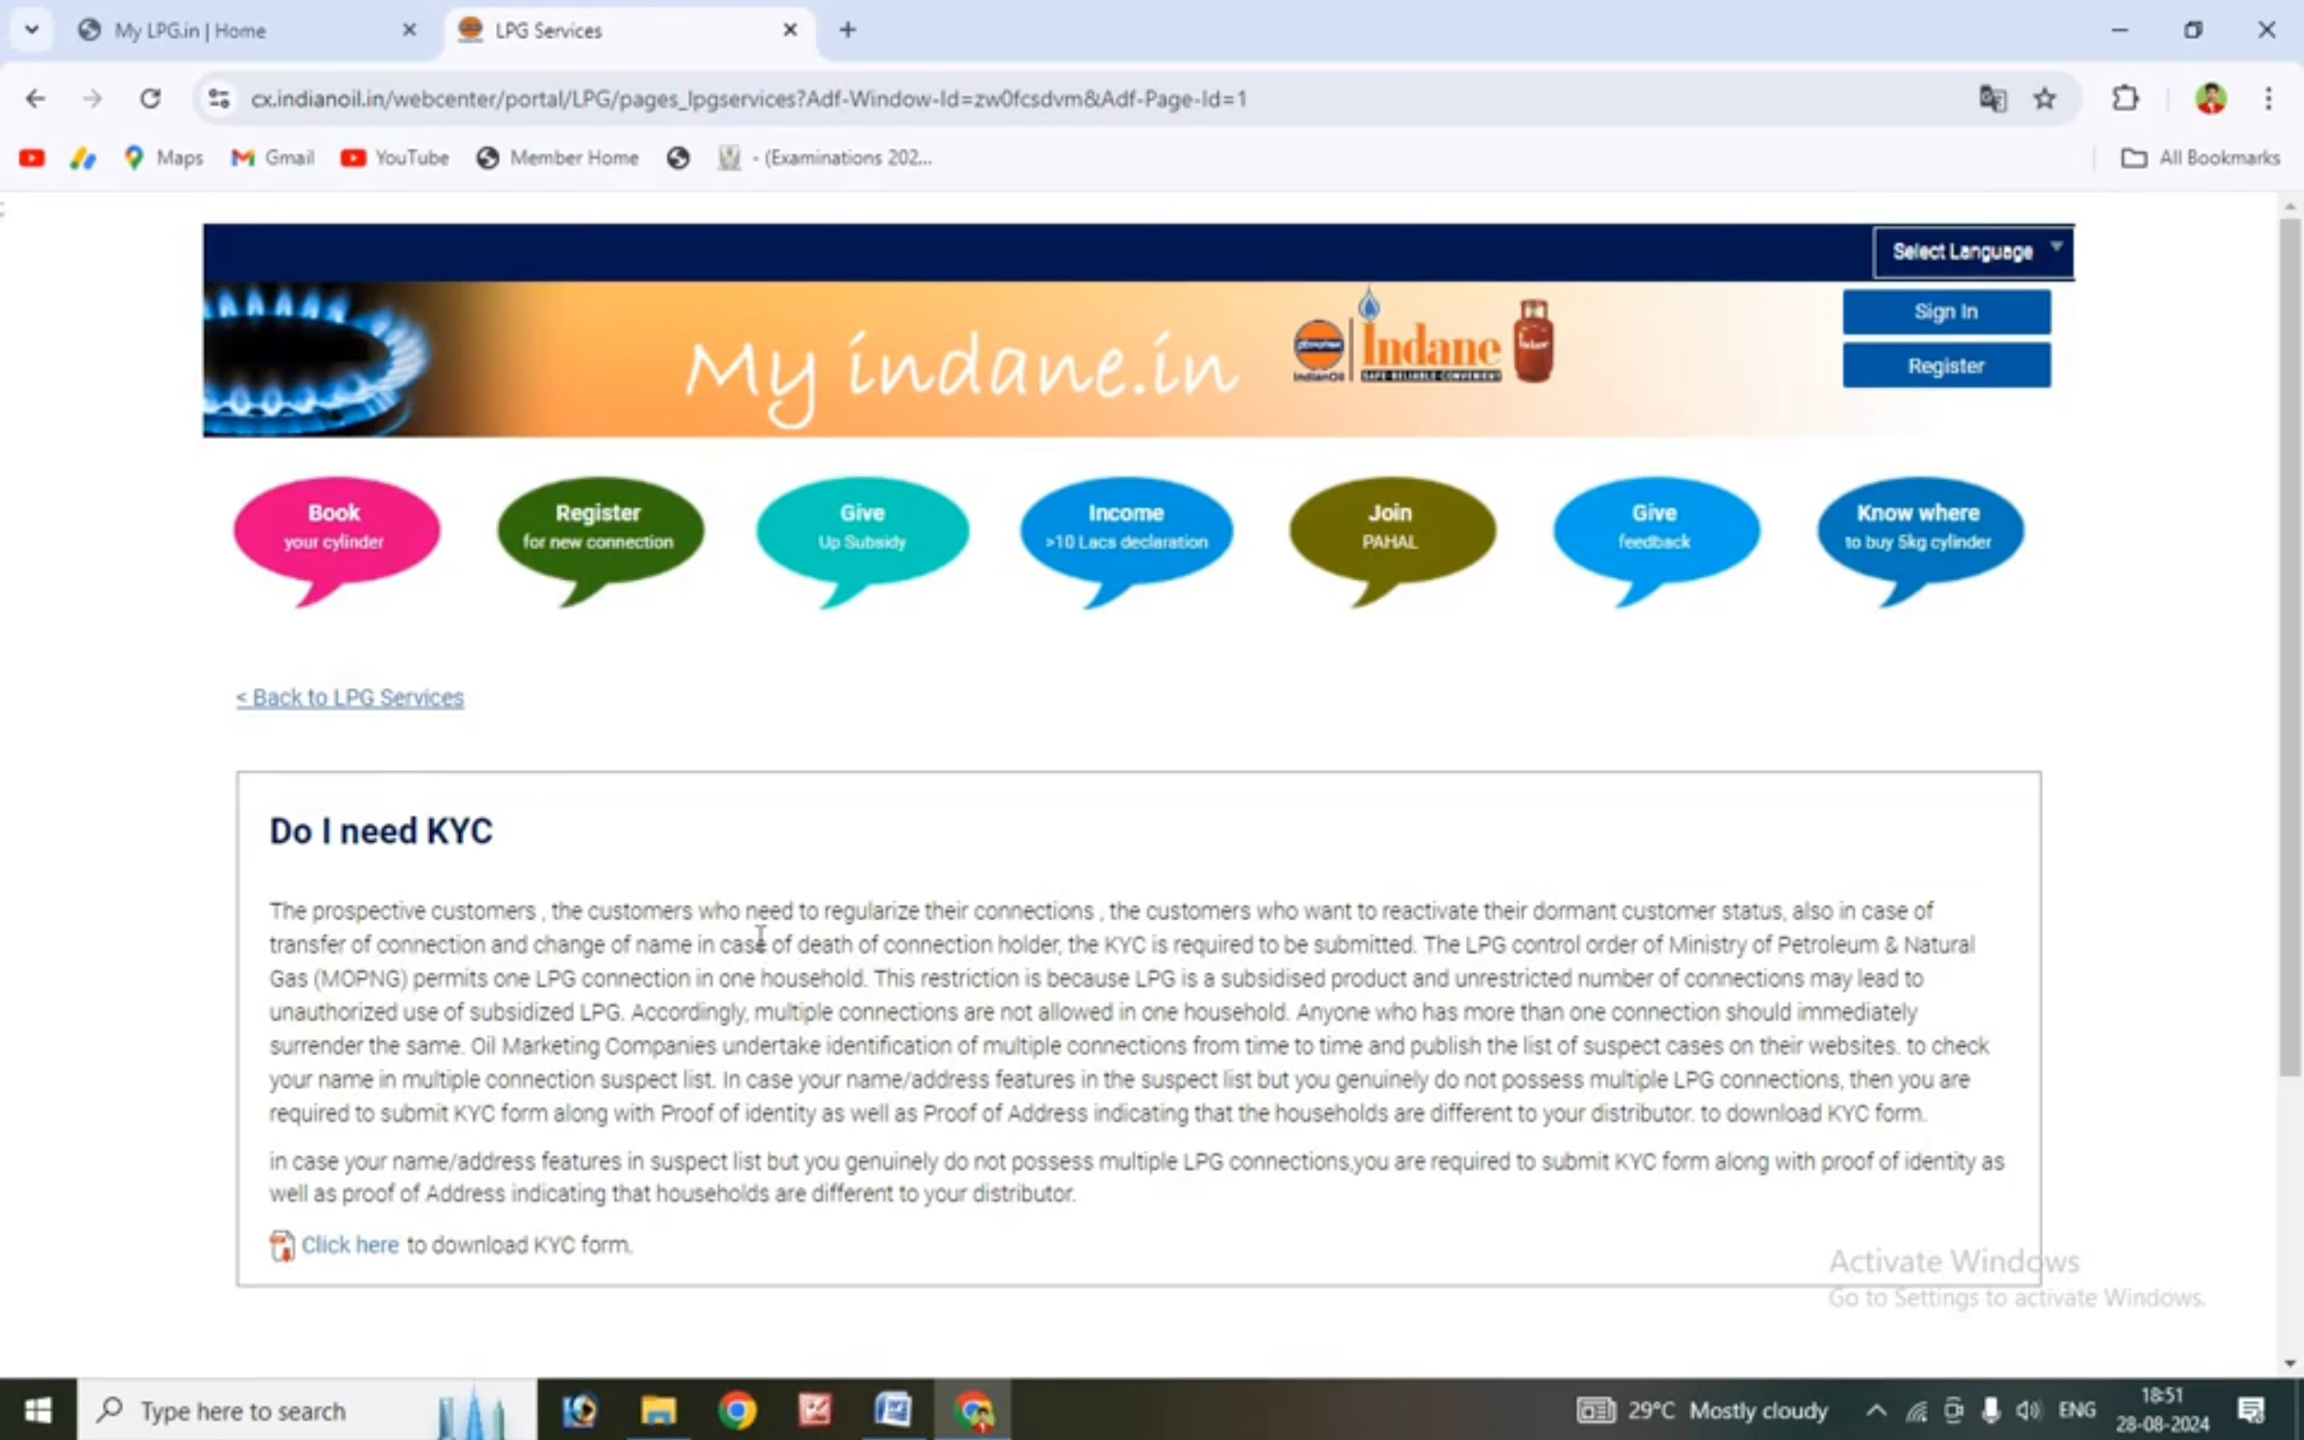 My LPG.in | Home
LPG Services
cx.indianoil.in/webcenter/portal/LPG/pages_lpgservices?Adf-Window-Id=zw0fcsdvm&Adf-Page-Id=1
Maps
Gmail
YouTube
Member Home
- (Examinations 202...
All Bookmarks
Select Language
My indane.in
IndianOil
Indane
SAFE·RELIABLE·CONVENIENT
Sign In
Register
Book
your cylinder
Register
for new connection
Give
Up Subsidy
Income
>10 Lacs declaration
Join
PAHAL
Give
feedback
Know where
to buy 5kg cylinder
< Back to LPG Services
Do I need KYC
The prospective customers , the customers who need to regularize their connections , the customers who want to reactivate their dormant customer status, also in case of
transfer of connection and change of name in case of death of connection holder, the KYC is required to be submitted. The LPG control order of Ministry of Petroleum & Natural
Gas (MOPNG) permits one LPG connection in one household. This restriction is because LPG is a subsidised product and unrestricted number of connections may lead to
unauthorized use of subsidized LPG. Accordingly, multiple connections are not allowed in one household. Anyone who has more than one connection should immediately
surrender the same. Oil Marketing Companies undertake identification of multiple connections from time to time and publish the list of suspect cases on their websites. to check
your name in multiple connection suspect list. In case your name/address features in the suspect list but you genuinely do not possess multiple LPG connections, then you are
required to submit KYC form along with Proof of identity as well as Proof of Address indicating that the households are different to your distributor. to download KYC form.
in case your name/address features in suspect list but you genuinely do not possess multiple LPG connections,you are required to submit KYC form along with proof of identity as
well as proof of Address indicating that households are different to your distributor.
Click here to download KYC form.
Activate Windows
Go to Settings to activate Windows.
Type here to search
29°C Mostly cloudy
ENG
18:51
28-08-2024